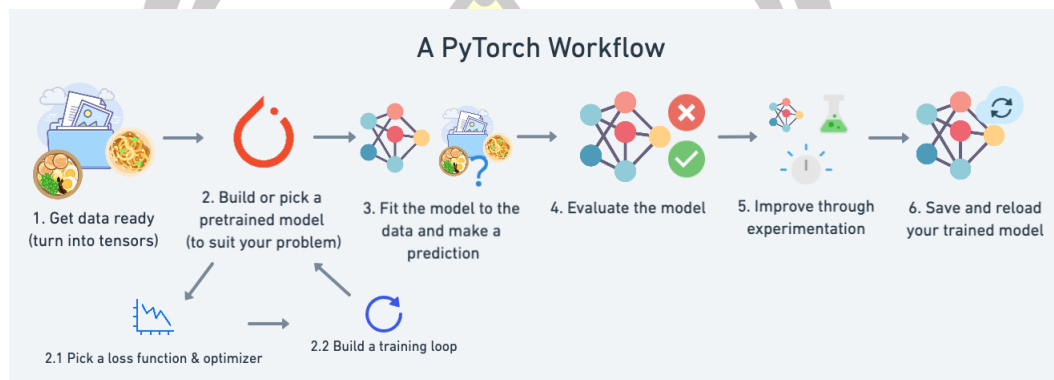 A PyTorch Workflow
1. Get data ready
(turn into tensors)
2. Build or pick a
pretrained model
(to suit your problem)
3. Fit the model to the
data and make a
prediction
4. Evaluate the model
5. Improve through
experimentation
6. Save and reload
your trained model
2.1 Pick a loss function & optimizer
2.2 Build a training loop